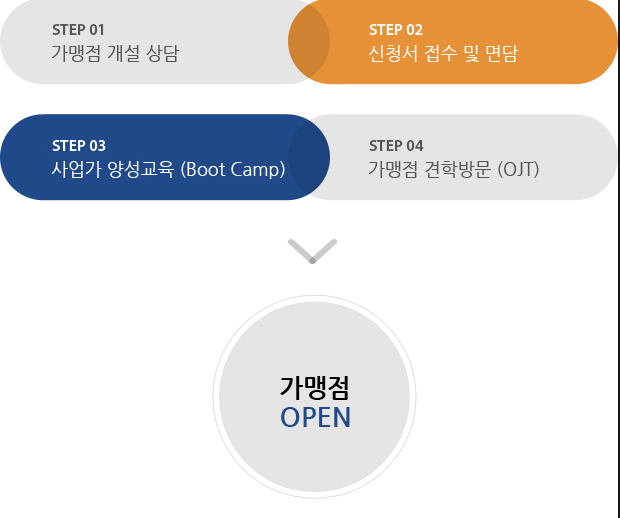 STEP 01
가맹점 개설 상담
STEP 02
신청서 접수 및 면담
STEP 03
사업가 양성교육 (Boot Camp)
STEP 04
가맹점 견학방문 (OJT)
가맹점
OPEN